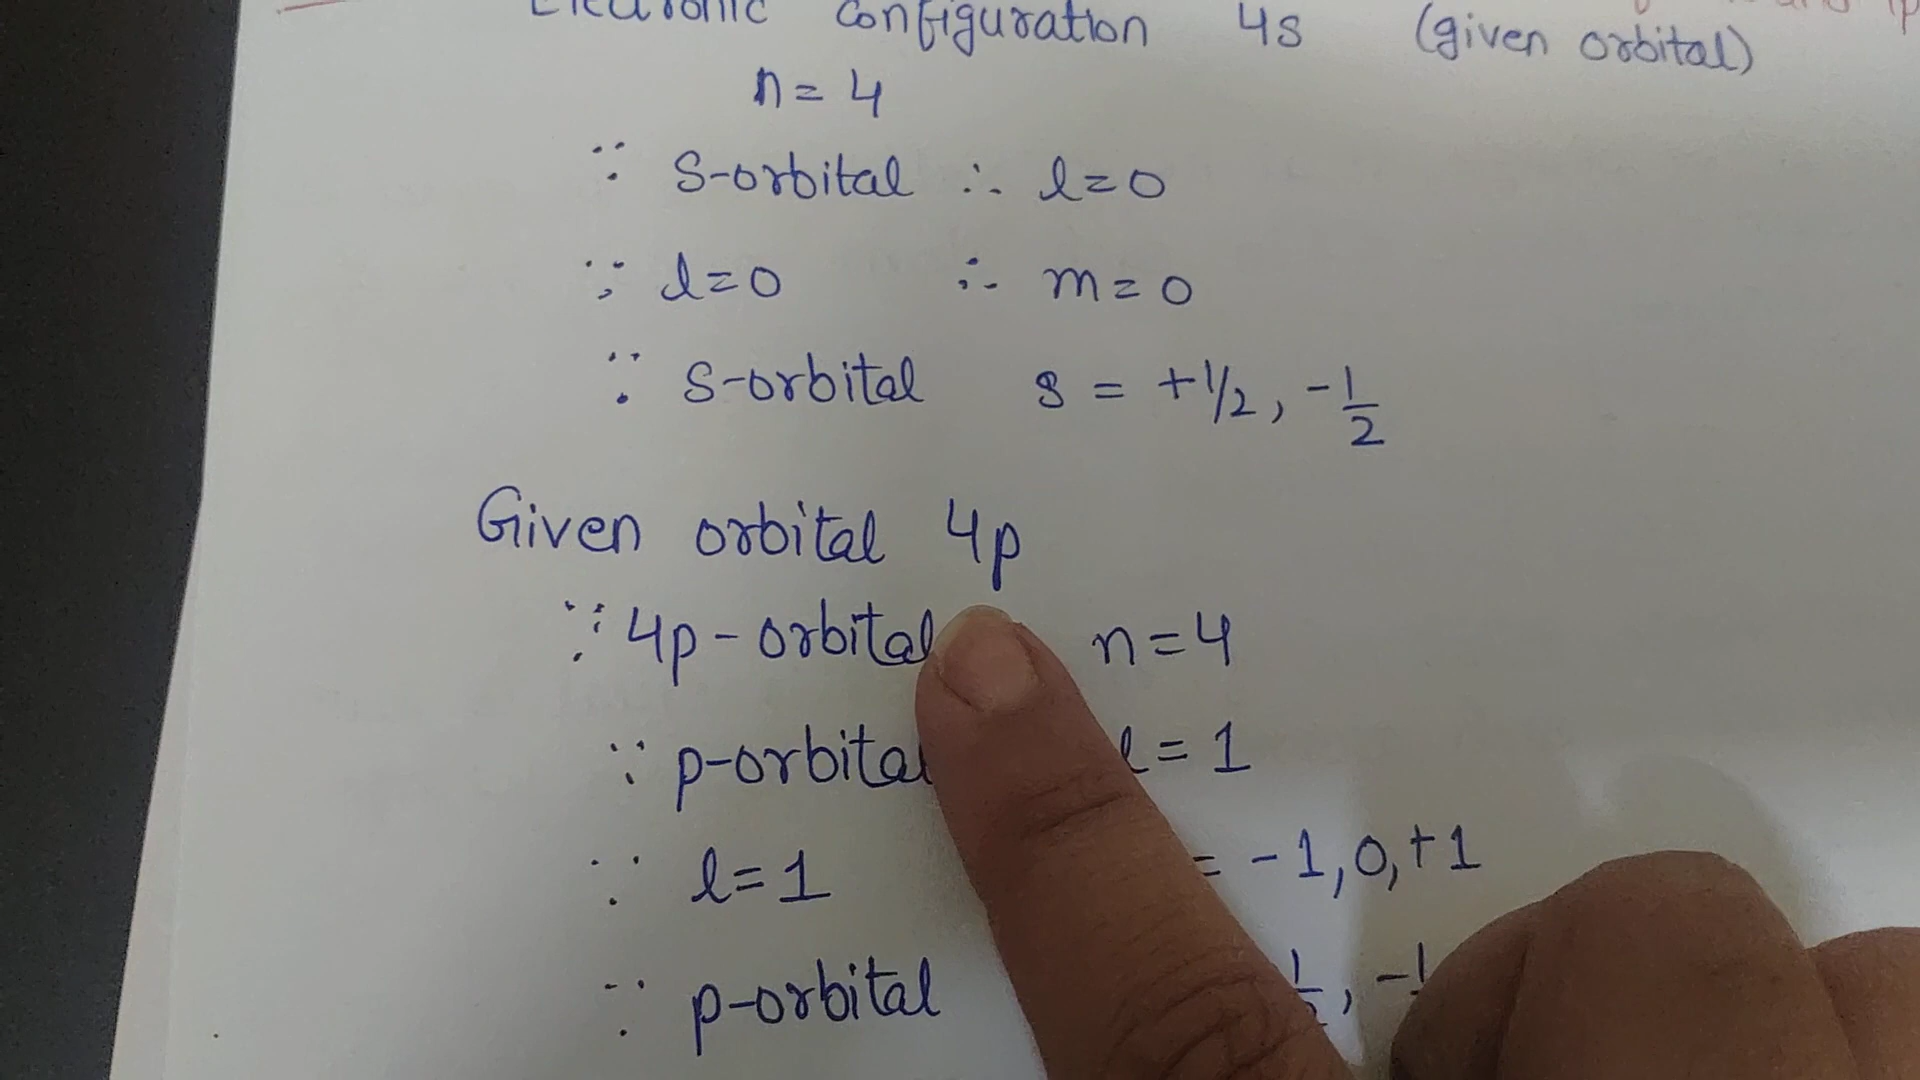 Electronic configuration 4s (given orbital)
n = 4
∵ S-orbital ∴ l=0
∵ l=0 ∴ m=0
∵ S-orbital s = +1/2, -1/2
Given orbital 4p
∵ 4p-orbital n=4
∵ p-orbital l=1
∵ l=1 = -1,0,+1
∵ p-orbital